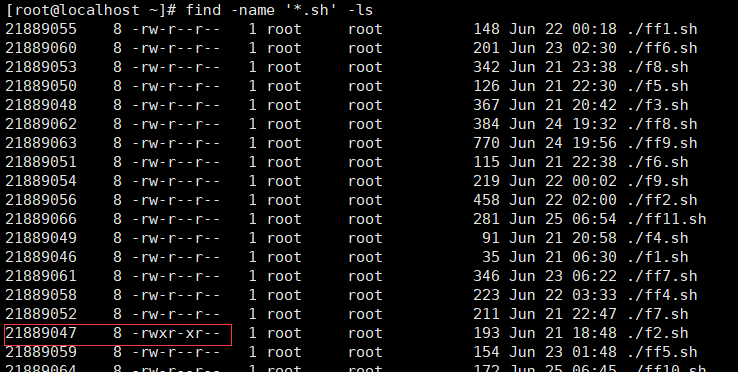 [root@localhost ~]# find -name '*.sh' -ls
21889055 8 -rw-r--r-- 1 root root 148 Jun 22 00:18 ./ff1.sh
21889060 8 -rw-r--r-- 1 root root 201 Jun 23 02:30 ./ff6.sh
21889053 8 -rw-r--r-- 1 root root 342 Jun 21 23:38 ./f8.sh
21889050 8 -rw-r--r-- 1 root root 126 Jun 21 22:30 ./f5.sh
21889048 8 -rw-r--r-- 1 root root 367 Jun 21 20:42 ./f3.sh
21889062 8 -rw-r--r-- 1 root root 384 Jun 24 19:32 ./ff8.sh
21889063 8 -rw-r--r-- 1 root root 770 Jun 24 19:56 ./ff9.sh
21889051 8 -rw-r--r-- 1 root root 115 Jun 21 22:38 ./f6.sh
21889054 8 -rw-r--r-- 1 root root 219 Jun 22 00:02 ./f9.sh
21889056 8 -rw-r--r-- 1 root root 458 Jun 22 02:00 ./ff2.sh
21889066 8 -rw-r--r-- 1 root root 281 Jun 25 06:54 ./ff11.sh
21889049 8 -rw-r--r-- 1 root root 91 Jun 21 20:58 ./f4.sh
21889046 8 -rw-r--r-- 1 root root 35 Jun 21 06:30 ./f1.sh
21889061 8 -rw-r--r-- 1 root root 346 Jun 23 06:22 ./ff7.sh
21889058 8 -rw-r--r-- 1 root root 223 Jun 22 03:33 ./ff4.sh
21889052 8 -rw-r--r-- 1 root root 211 Jun 21 22:47 ./f7.sh
21889047 8 -rwxr-xr-- 1 root root 193 Jun 21 18:48 ./f2.sh
21889059 8 -rw-r--r-- 1 root root 154 Jun 23 01:48 ./ff5.sh
21889064 8 -rw-r--r-- 1 root root 172 Jun 25 06:45 ./ff10.sh